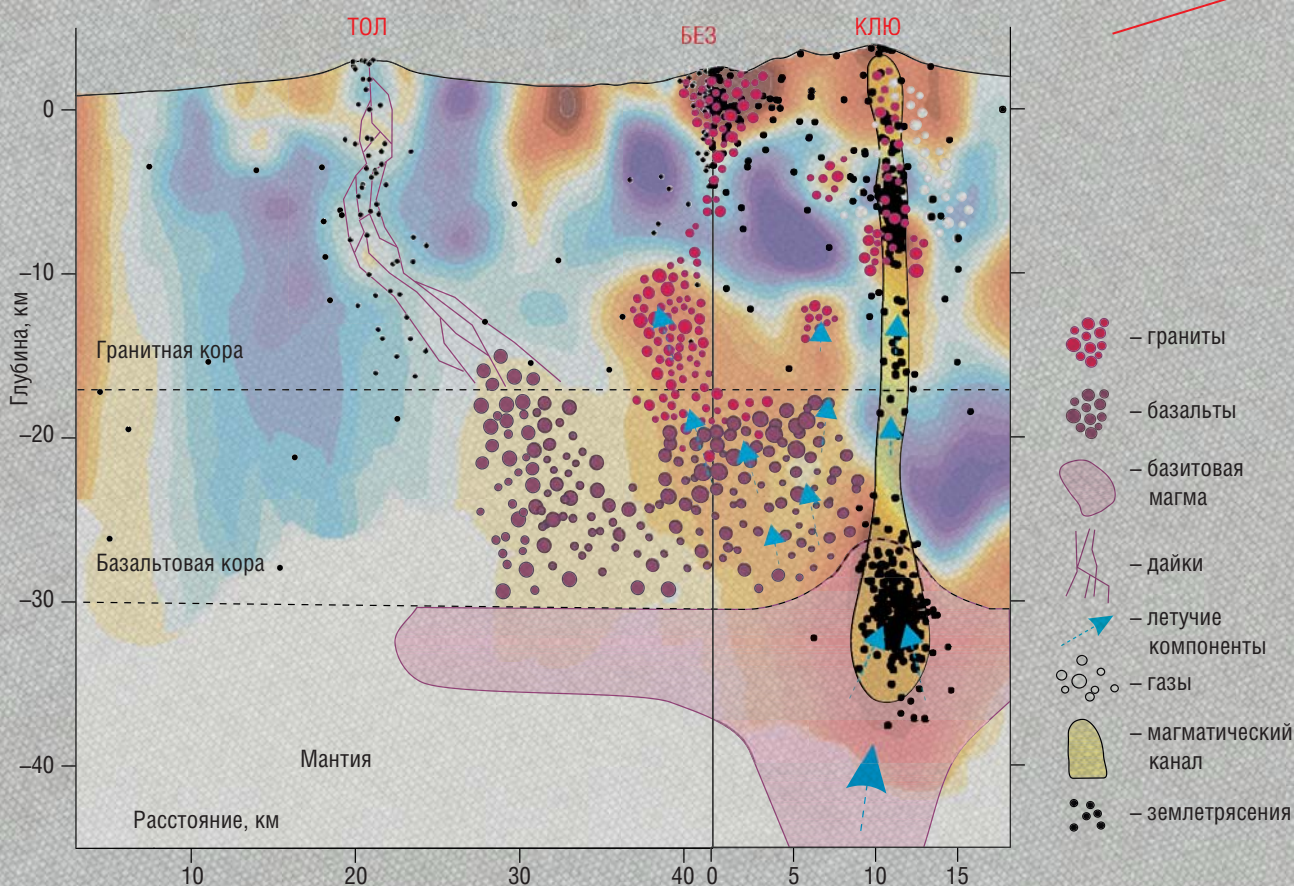 ТОЛ
БЕЗ
КЛЮ
Глубина, км
0
–10
–20
–30
–40
Гранитная кора
Базальтовая кора
Мантия
Расстояние, км
10
20
30
40
0
5
10
15
– граниты
– базальты
– базитовая
магма
– дайки
– летучие
компоненты
– газы
– магматический
канал
– землетрясения